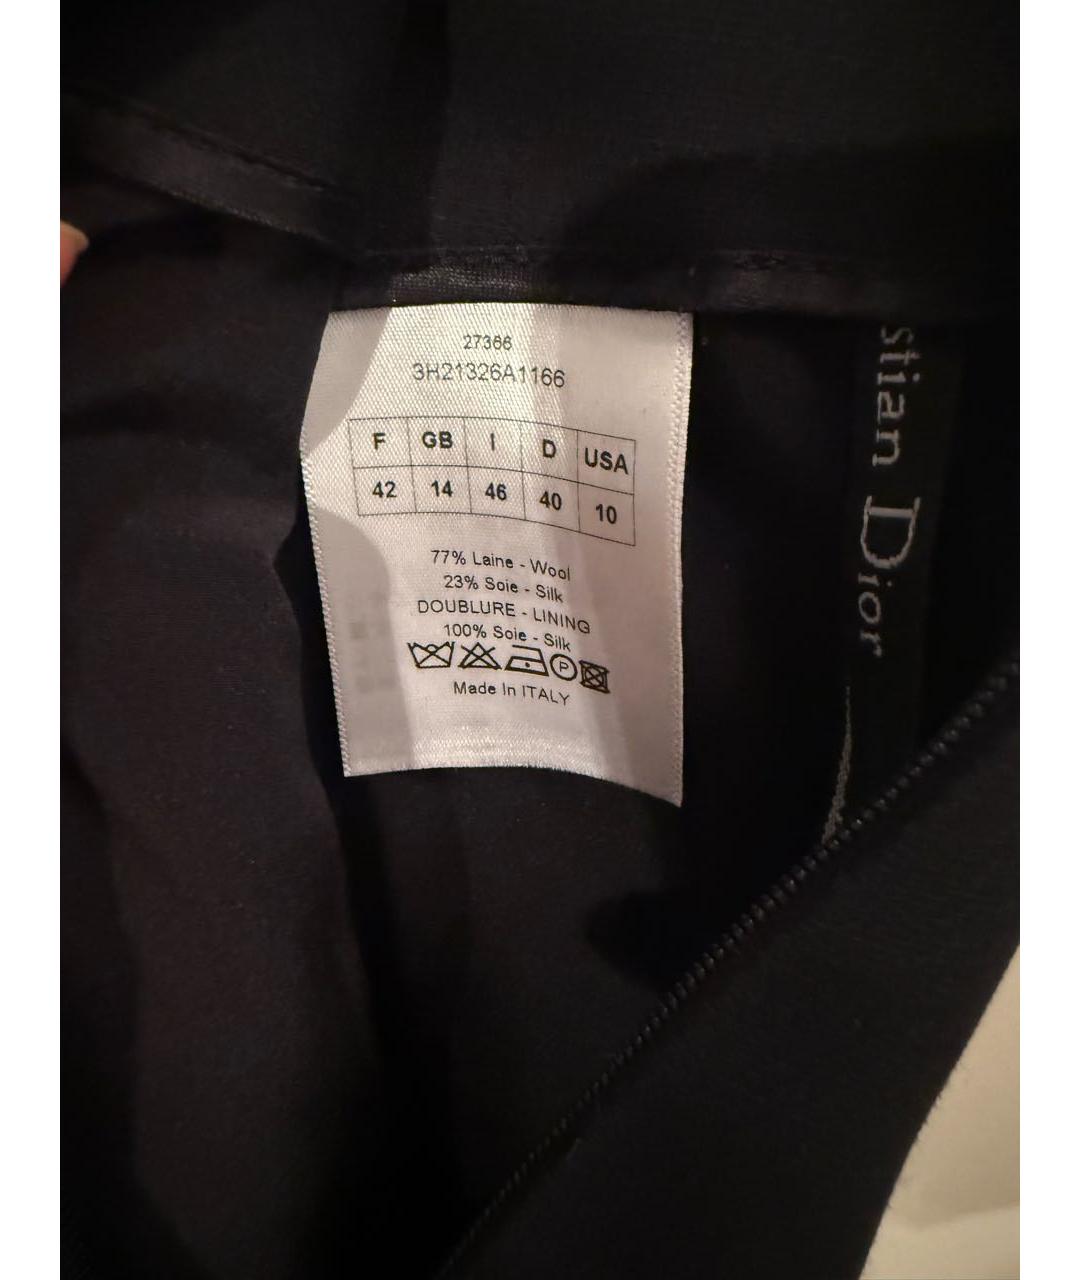 27366
3H21326A1166
F GB I D USA
42 14 46 40 10
77% Laine - Wool
23% Soie - Silk
DOUBLURE - LINING
100% Soie - Silk
P
Made In ITALY
stian Dior